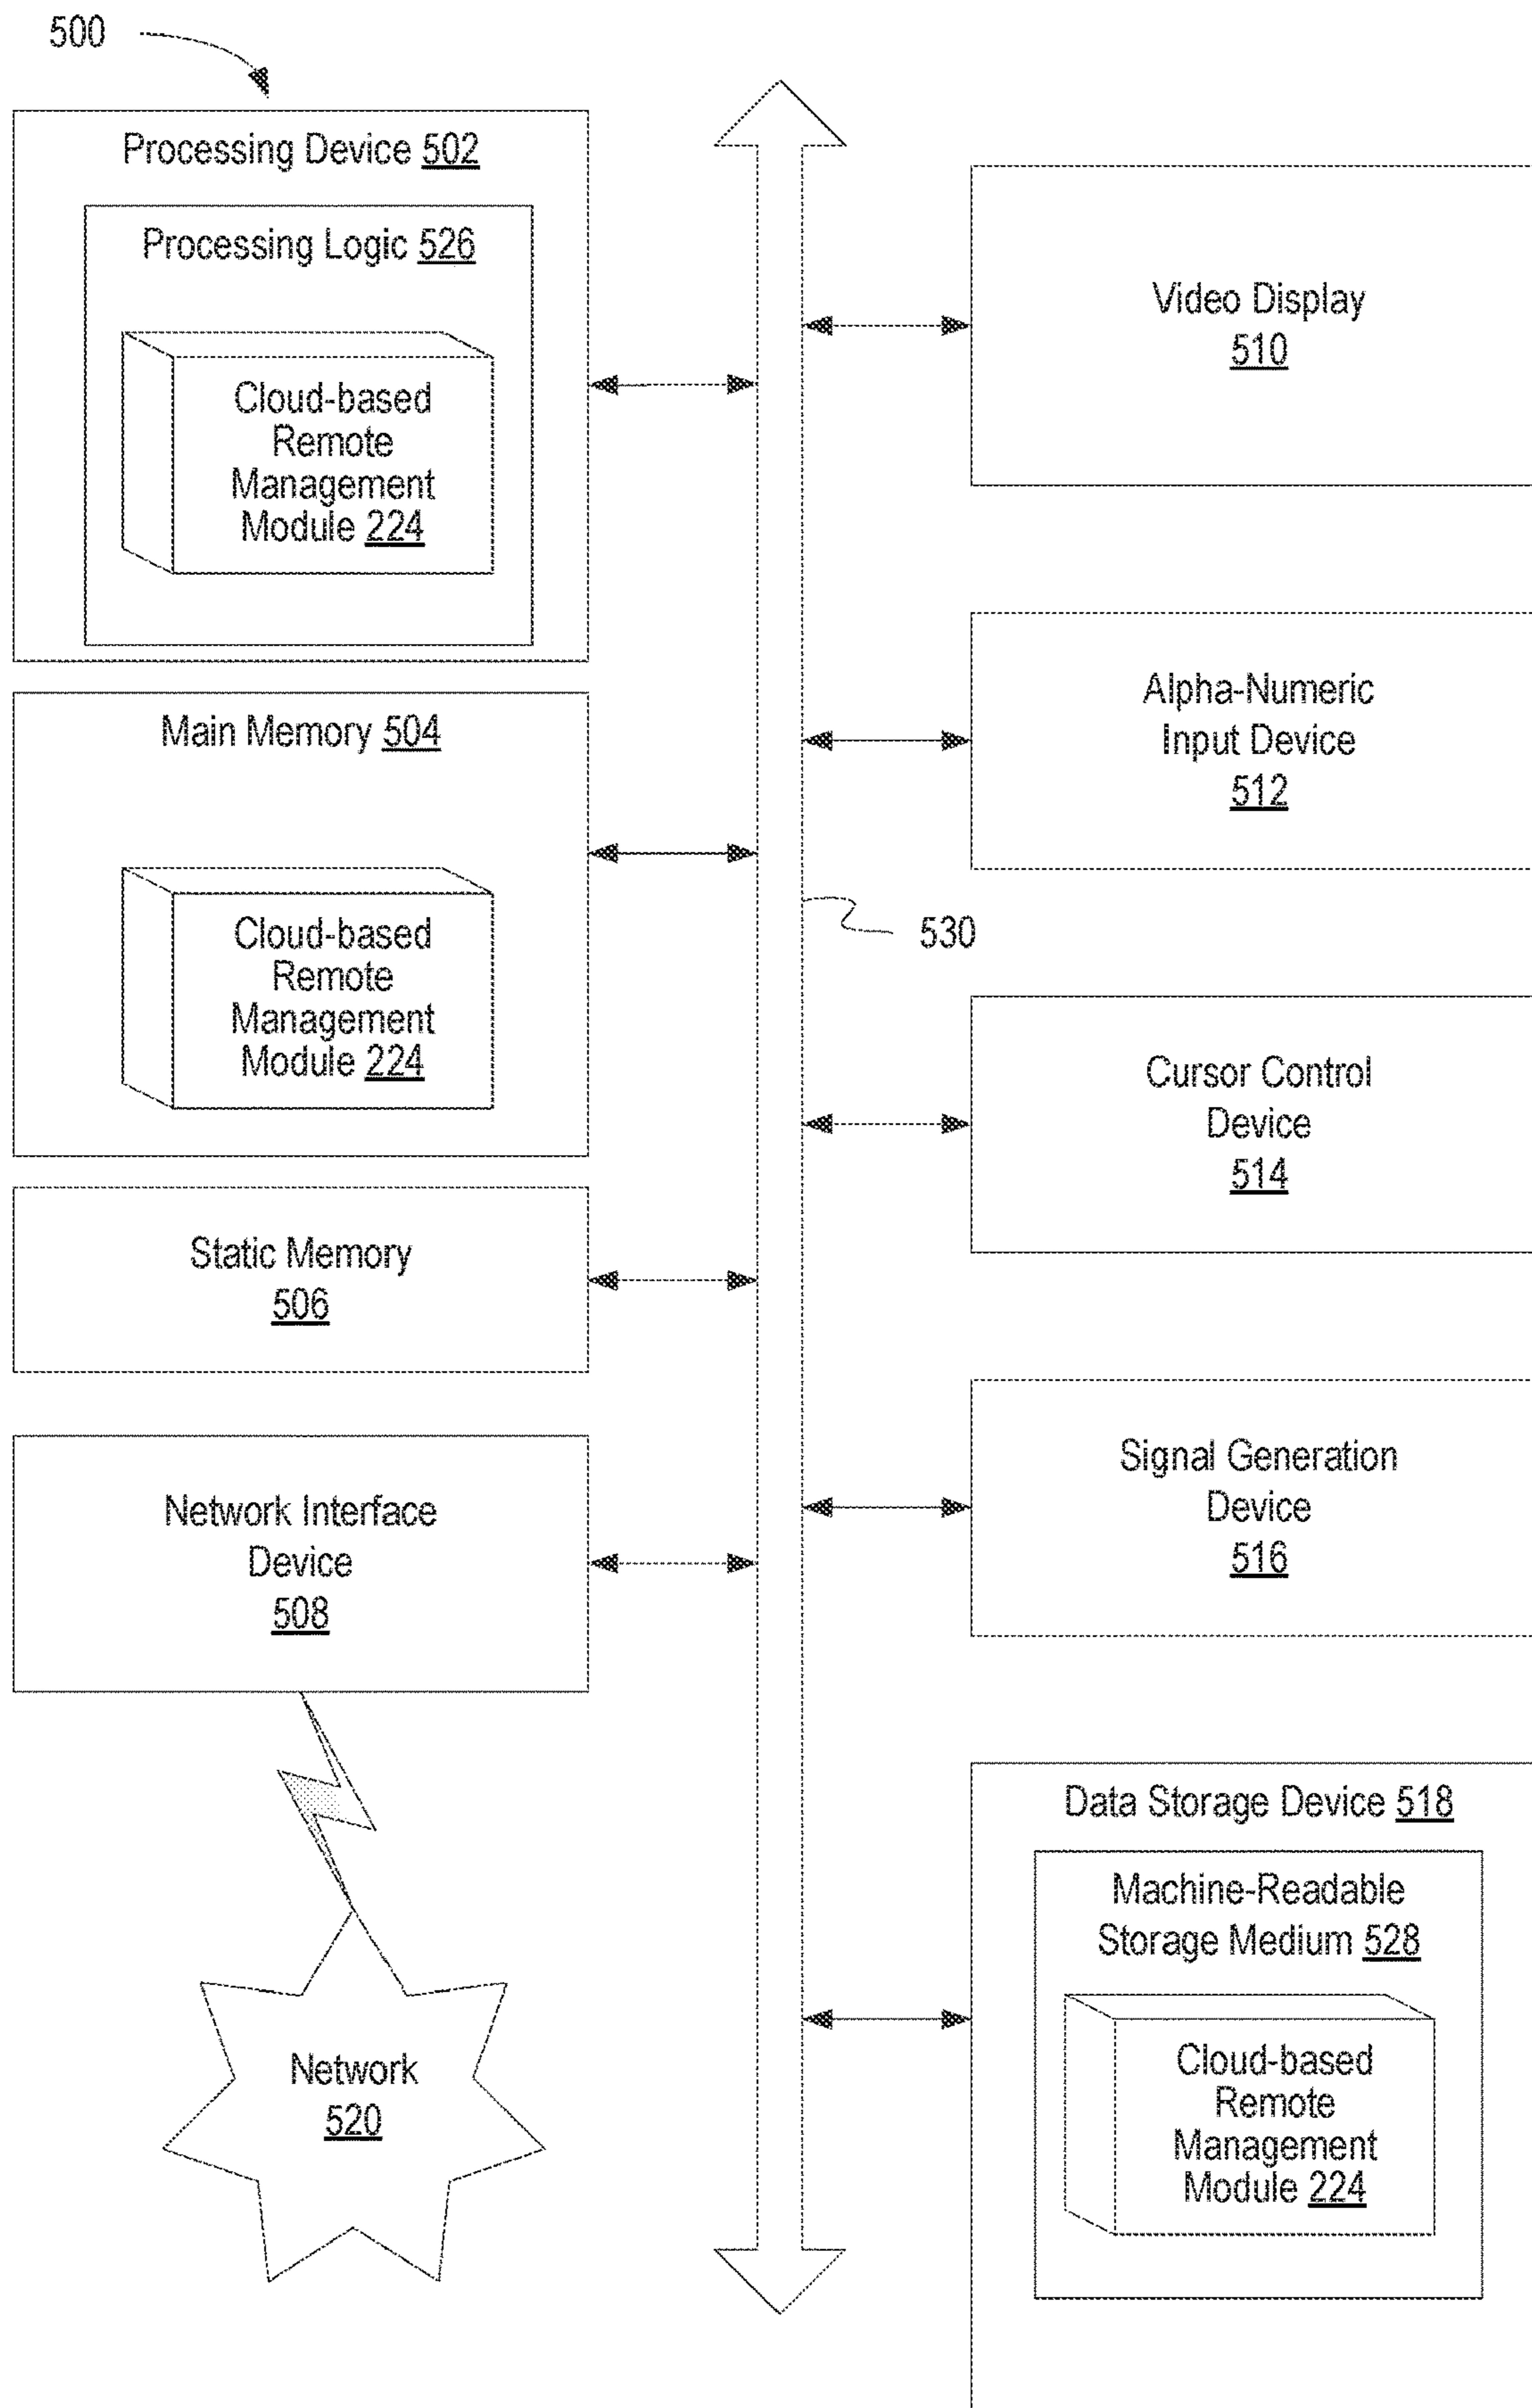 500
Processing Device 502
Processing Logic 526
Cloud-based
Remote
Management
Module 224
Main Memory 504
Cloud-based
Remote
Management
Module 224
Static Memory
506
Network Interface
Device
508
Network
520
530
Video Display
510
Alpha-Numeric
Input Device
512
Cursor Control
Device
514
Signal Generation
Device
516
Data Storage Device 518
Machine-Readable
Storage Medium 528
Cloud-based
Remote
Management
Module 224